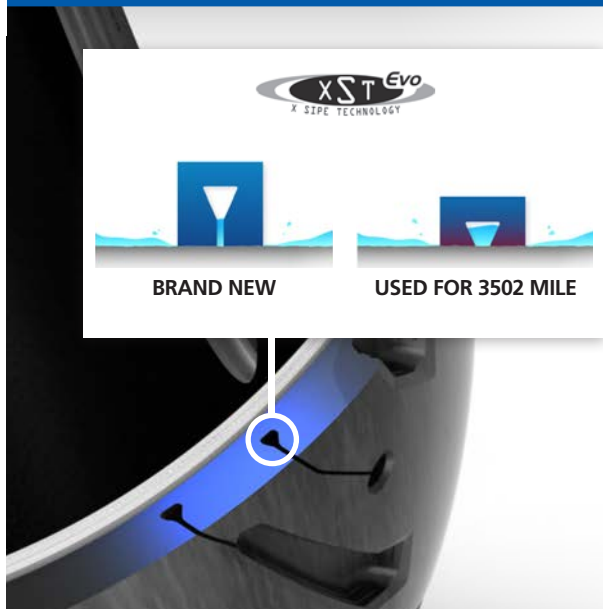 XST Evo
X SIPE TECHNOLOGY
BRAND NEW
USED FOR 3502 MILE